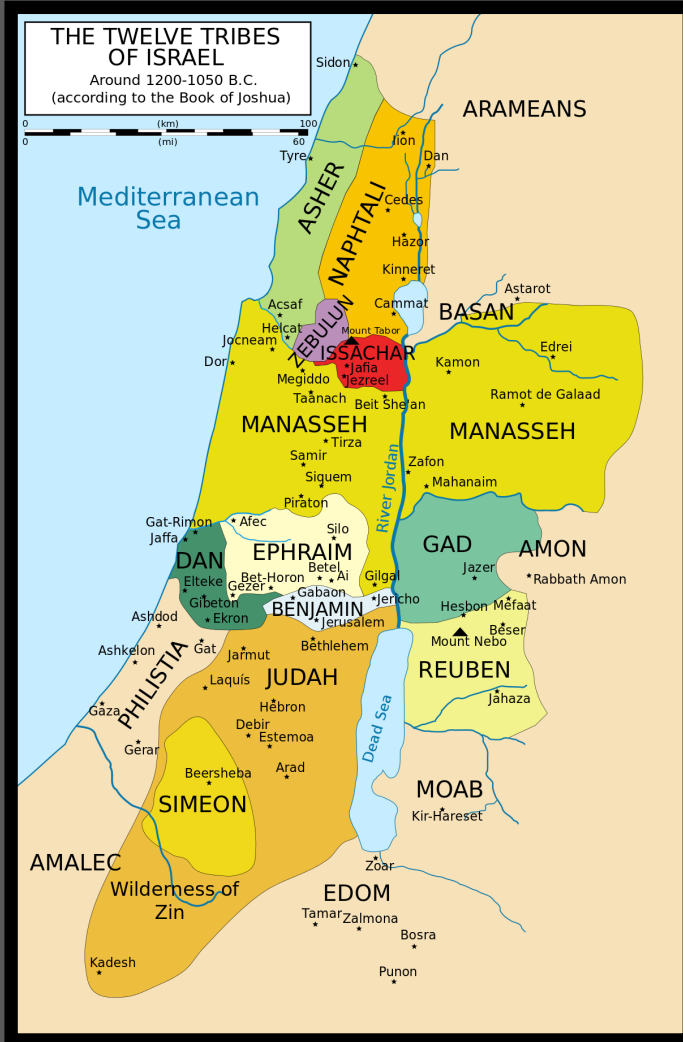 THE TWELVE TRIBES
OF ISRAEL
Around 1200-1050 B.C.
(according to the Book of Joshua)
0 (km) 100
0 (mi) 60
Sidon
ARAMEANS
Iion
Tyre
Dan
ASHER
Mediterranean
Sea
NAPHTALI
Cedes
Hazor
Kinneret
Astarot
Acsaf
Cammat
BASAN
Helcat
ZEBULUN
Mount Tabor
Jocneam
Edrei
ISSACHAR
Dor
Kamon
Jafia
Megiddo
Jezreel
Taanach
Beit She'an
Ramot de Galaad
MANASSEH
MANASSEH
Tirza
Samir
Zafon
Siquem
Mahanaim
River Jordan
Piraton
Gat-Rimon
Afec
Jaffa
Silo
GAD
AMON
DAN
EPHRAIM
Betel
Jazer
Elteke
Bet-Horon
Ai
Gilgal
Rabbath Amon
Gezer
Gabaon
Gibeton
BENJAMIN
Jericho
Hesbon
Mefaat
Ashdod
Ekron
Jerusalem
Beser
Mount Nebo
Ashkelon
Gat
Jarmut
Bethlehem
PHILISTIA
REUBEN
Laquís
JUDAH
Jahaza
Gaza
Hebron
Debir
Dead Sea
Gerar
Estemoa
Beersheba
Arad
MOAB
SIMEON
Kir-Hareset
AMALEC
Zoar
Wilderness of
Zin
EDOM
Tamar
Zalmona
Bosra
Kadesh
Punon